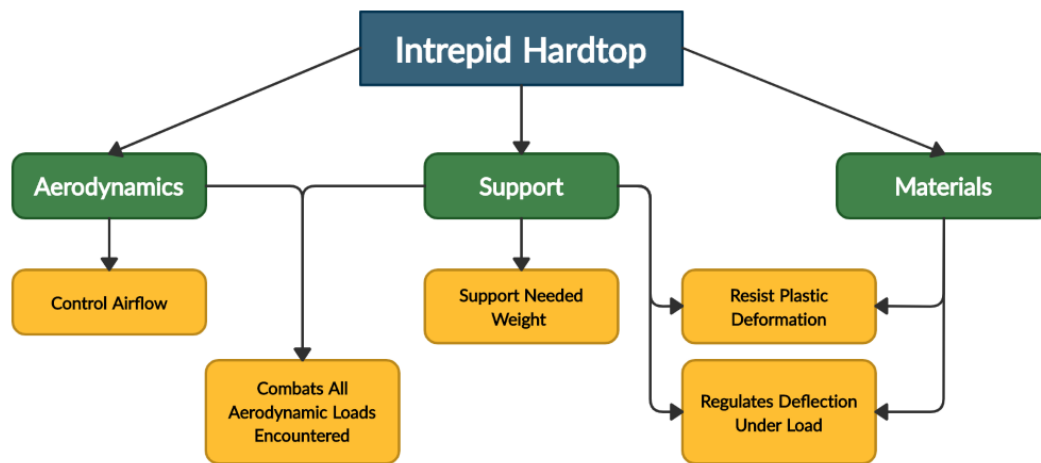 Intrepid Hardtop
Aerodynamics
Support
Materials
Control Airflow
Support Needed
Weight
Resist Plastic
Deformation
Combats All
Aerodynamic Loads
Encountered
Regulates Deflection
Under Load